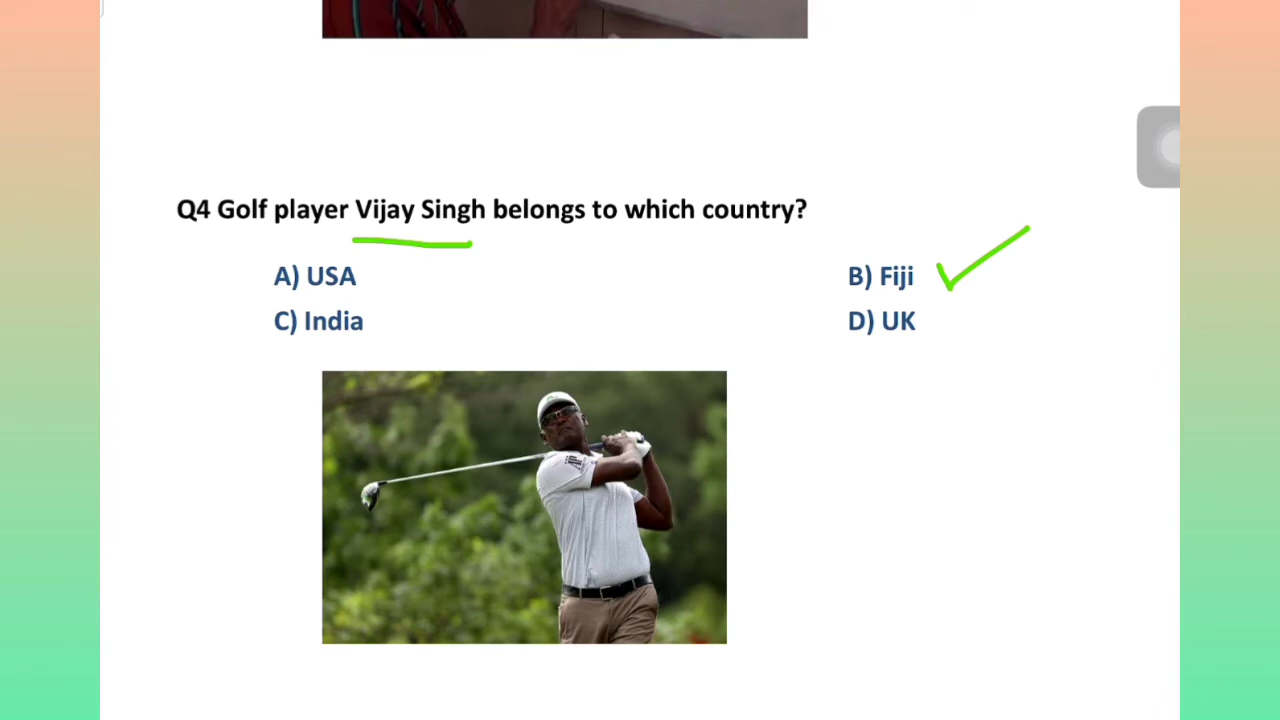 Q4 Golf player Vijay Singh belongs to which country?
A) USA
B) Fiji
C) India
D) UK